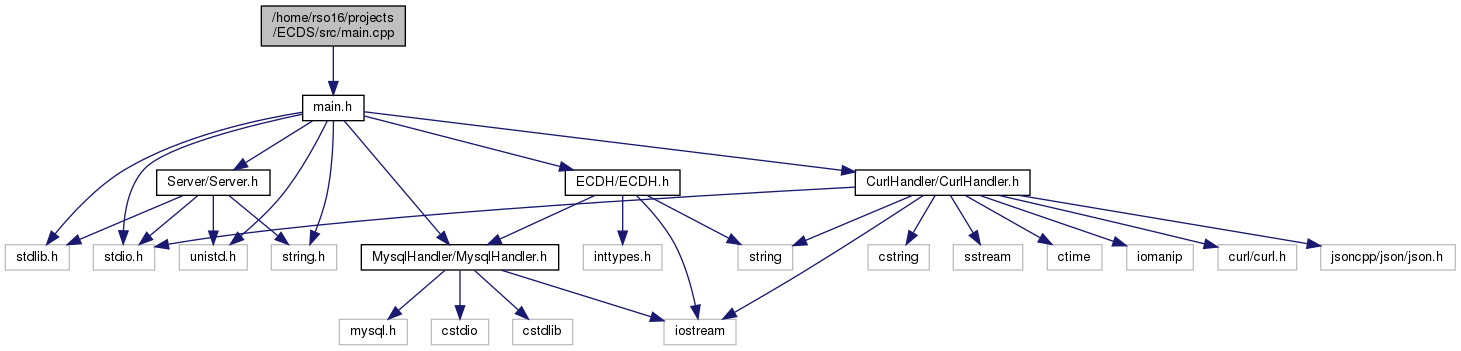 /home/rso16/projects
/ECDS/src/main.cpp
main.h
Server/Server.h
ECDH/ECDH.h
CurlHandler/CurlHandler.h
stdlib.h
stdio.h
unistd.h
string.h
MysqlHandler/MysqlHandler.h
inttypes.h
string
cstring
sstream
ctime
iomanip
curl/curl.h
jsoncpp/json/json.h
mysql.h
cstdio
cstdlib
iostream